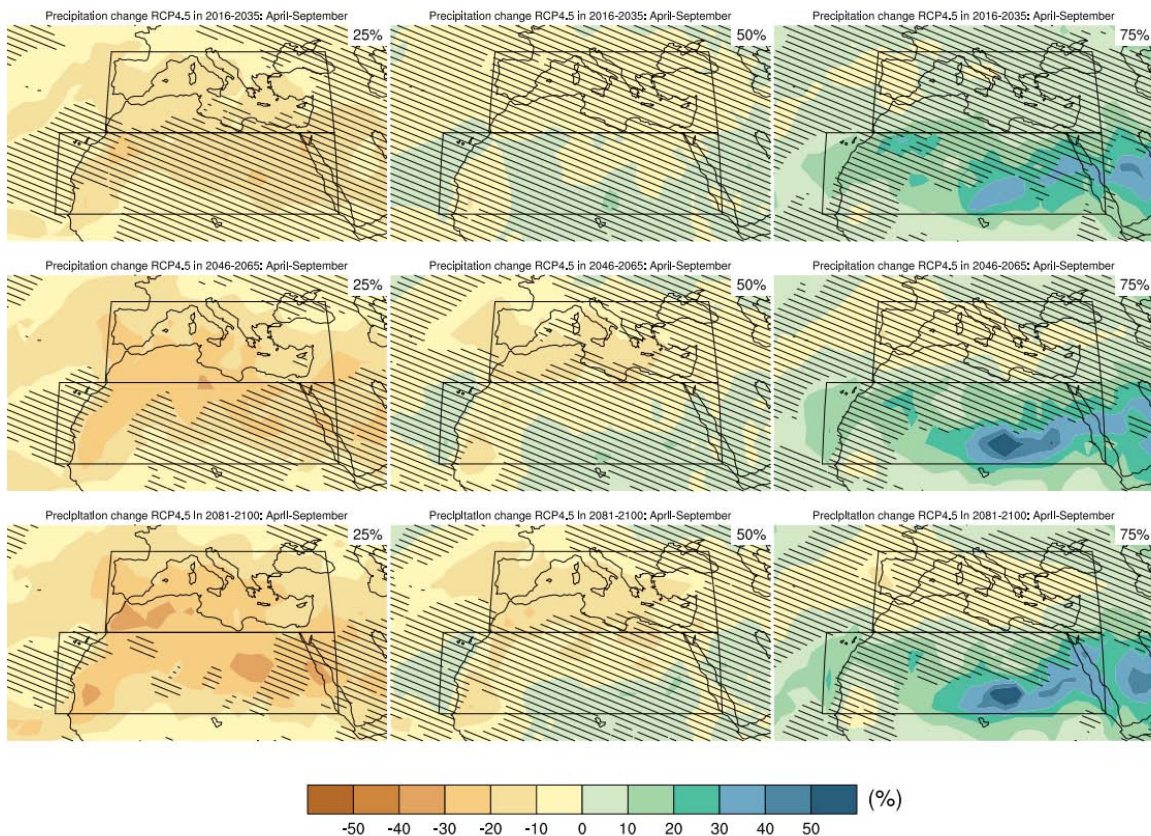 Precipitation change RCP4.5 in 2016-2035: April-September
25%
Precipitation change RCP4.5 in 2016-2035: April-September
50%
Precipitation change RCP4.5 in 2016-2035: April-September
75%
Precipitation change RCP4.5 in 2046-2065: April-September
25%
Precipitation change RCP4.5 in 2046-2065: April-September
50%
Precipitation change RCP4.5 in 2046-2065: April-September
75%
Precipitation change RCP4.5 in 2081-2100: April-September
25%
Precipitation change RCP4.5 in 2081-2100: April-September
50%
Precipitation change RCP4.5 in 2081-2100: April-September
75%
(%)
-50 -40 -30 -20 -10 0 10 20 30 40 50